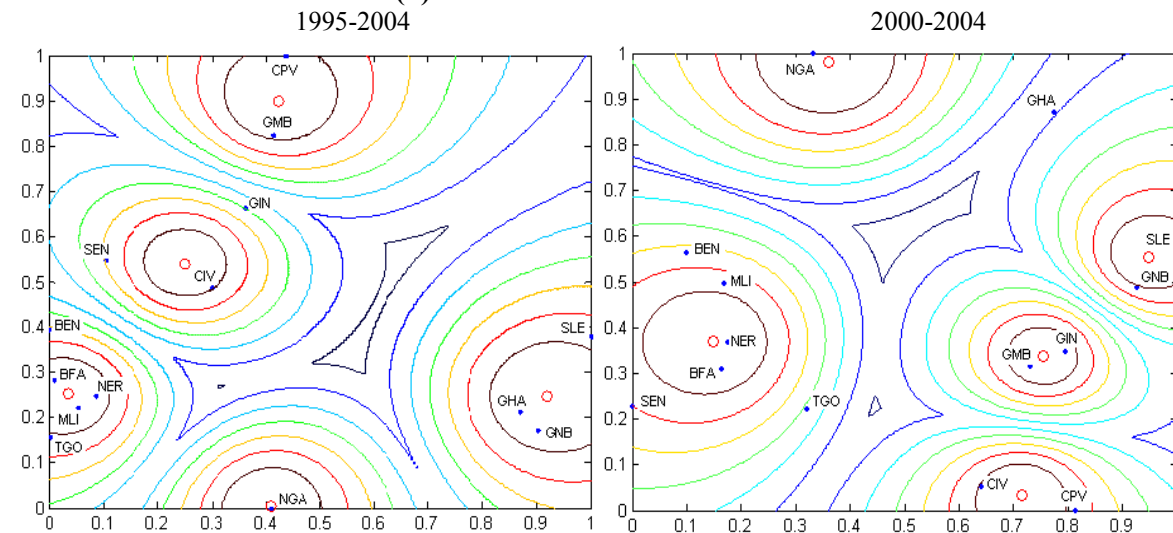 1995-2004
2000-2004
1
0.9
0.8
0.7
0.6
0.5
0.4
0.3
0.2
0.1
0
0
0.1
0.2
0.3
0.4
0.5
0.6
0.7
0.8
0.9
1
CPV
GMB
GIN
SEN
CIV
BEN
SLE
BFA
NER
GHA
MLI
GNB
TGO
NGA
1
0.9
0.8
0.7
0.6
0.5
0.4
0.3
0.2
0.1
0
0
0.1
0.2
0.3
0.4
0.5
0.6
0.7
0.8
0.9
NGA
GHA
SLE
BEN
MLI
GNB
NER
GIN
GMB
BFA
SEN
TGO
CIV
CPV